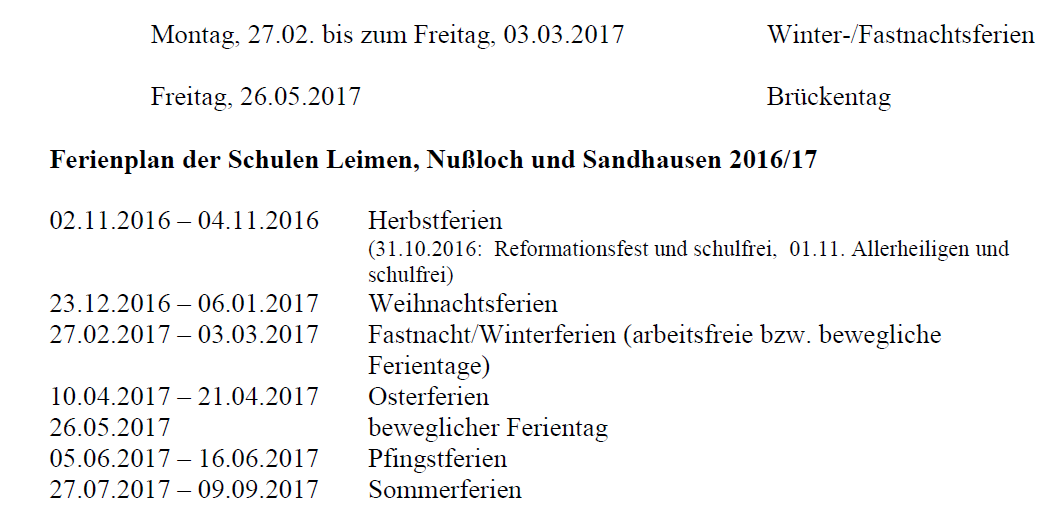 Montag, 27.02. bis zum Freitag, 03.03.2017 Winter-/Fastnachtsferien
Freitag, 26.05.2017 Brückentag
Ferienplan der Schulen Leimen, Nußloch und Sandhausen 2016/17
02.11.2016 – 04.11.2016 Herbstferien
(31.10.2016: Reformationsfest und schulfrei, 01.11. Allerheiligen und
schulfrei)
23.12.2016 – 06.01.2017 Weihnachtsferien
27.02.2017 – 03.03.2017 Fastnacht/Winterferien (arbeitsfreie bzw. bewegliche
Ferientage)
10.04.2017 – 21.04.2017 Osterferien
26.05.2017 beweglicher Ferientag
05.06.2017 – 16.06.2017 Pfingstferien
27.07.2017 – 09.09.2017 Sommerferien